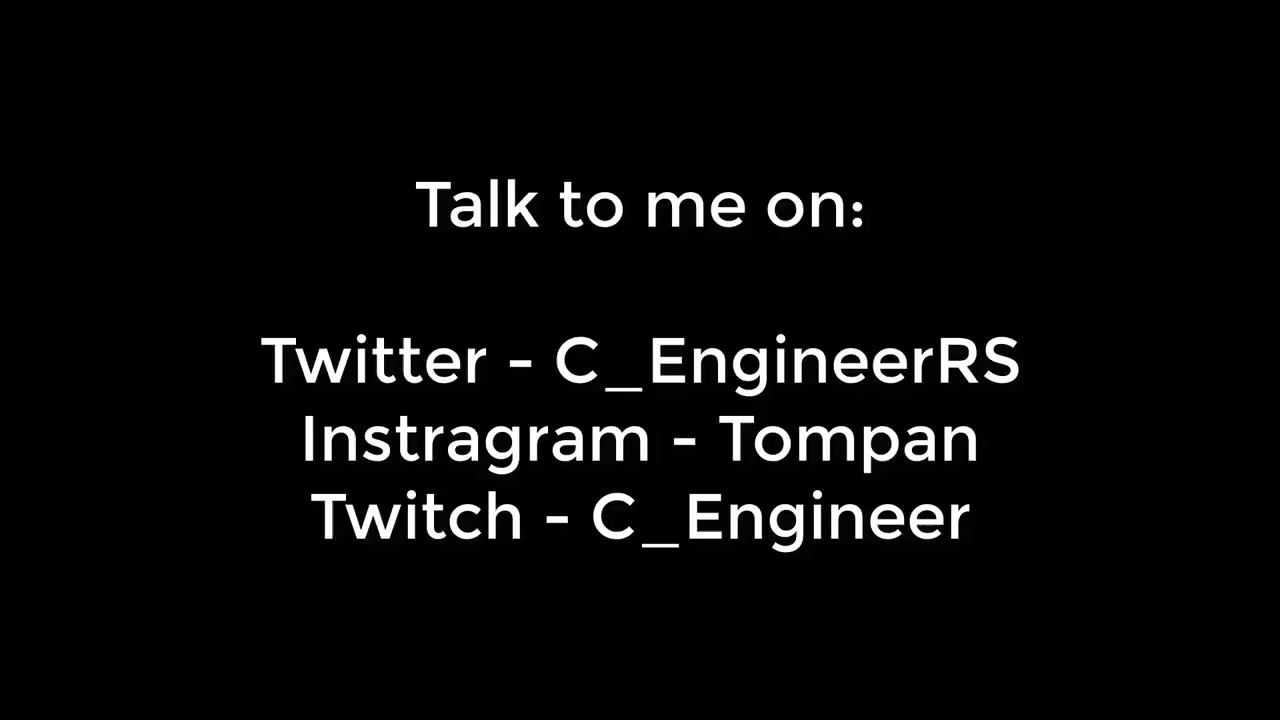 Talk to me on:
Twitter - C_EngineerRS
Instragram - Tompan
Twitch - C_Engineer